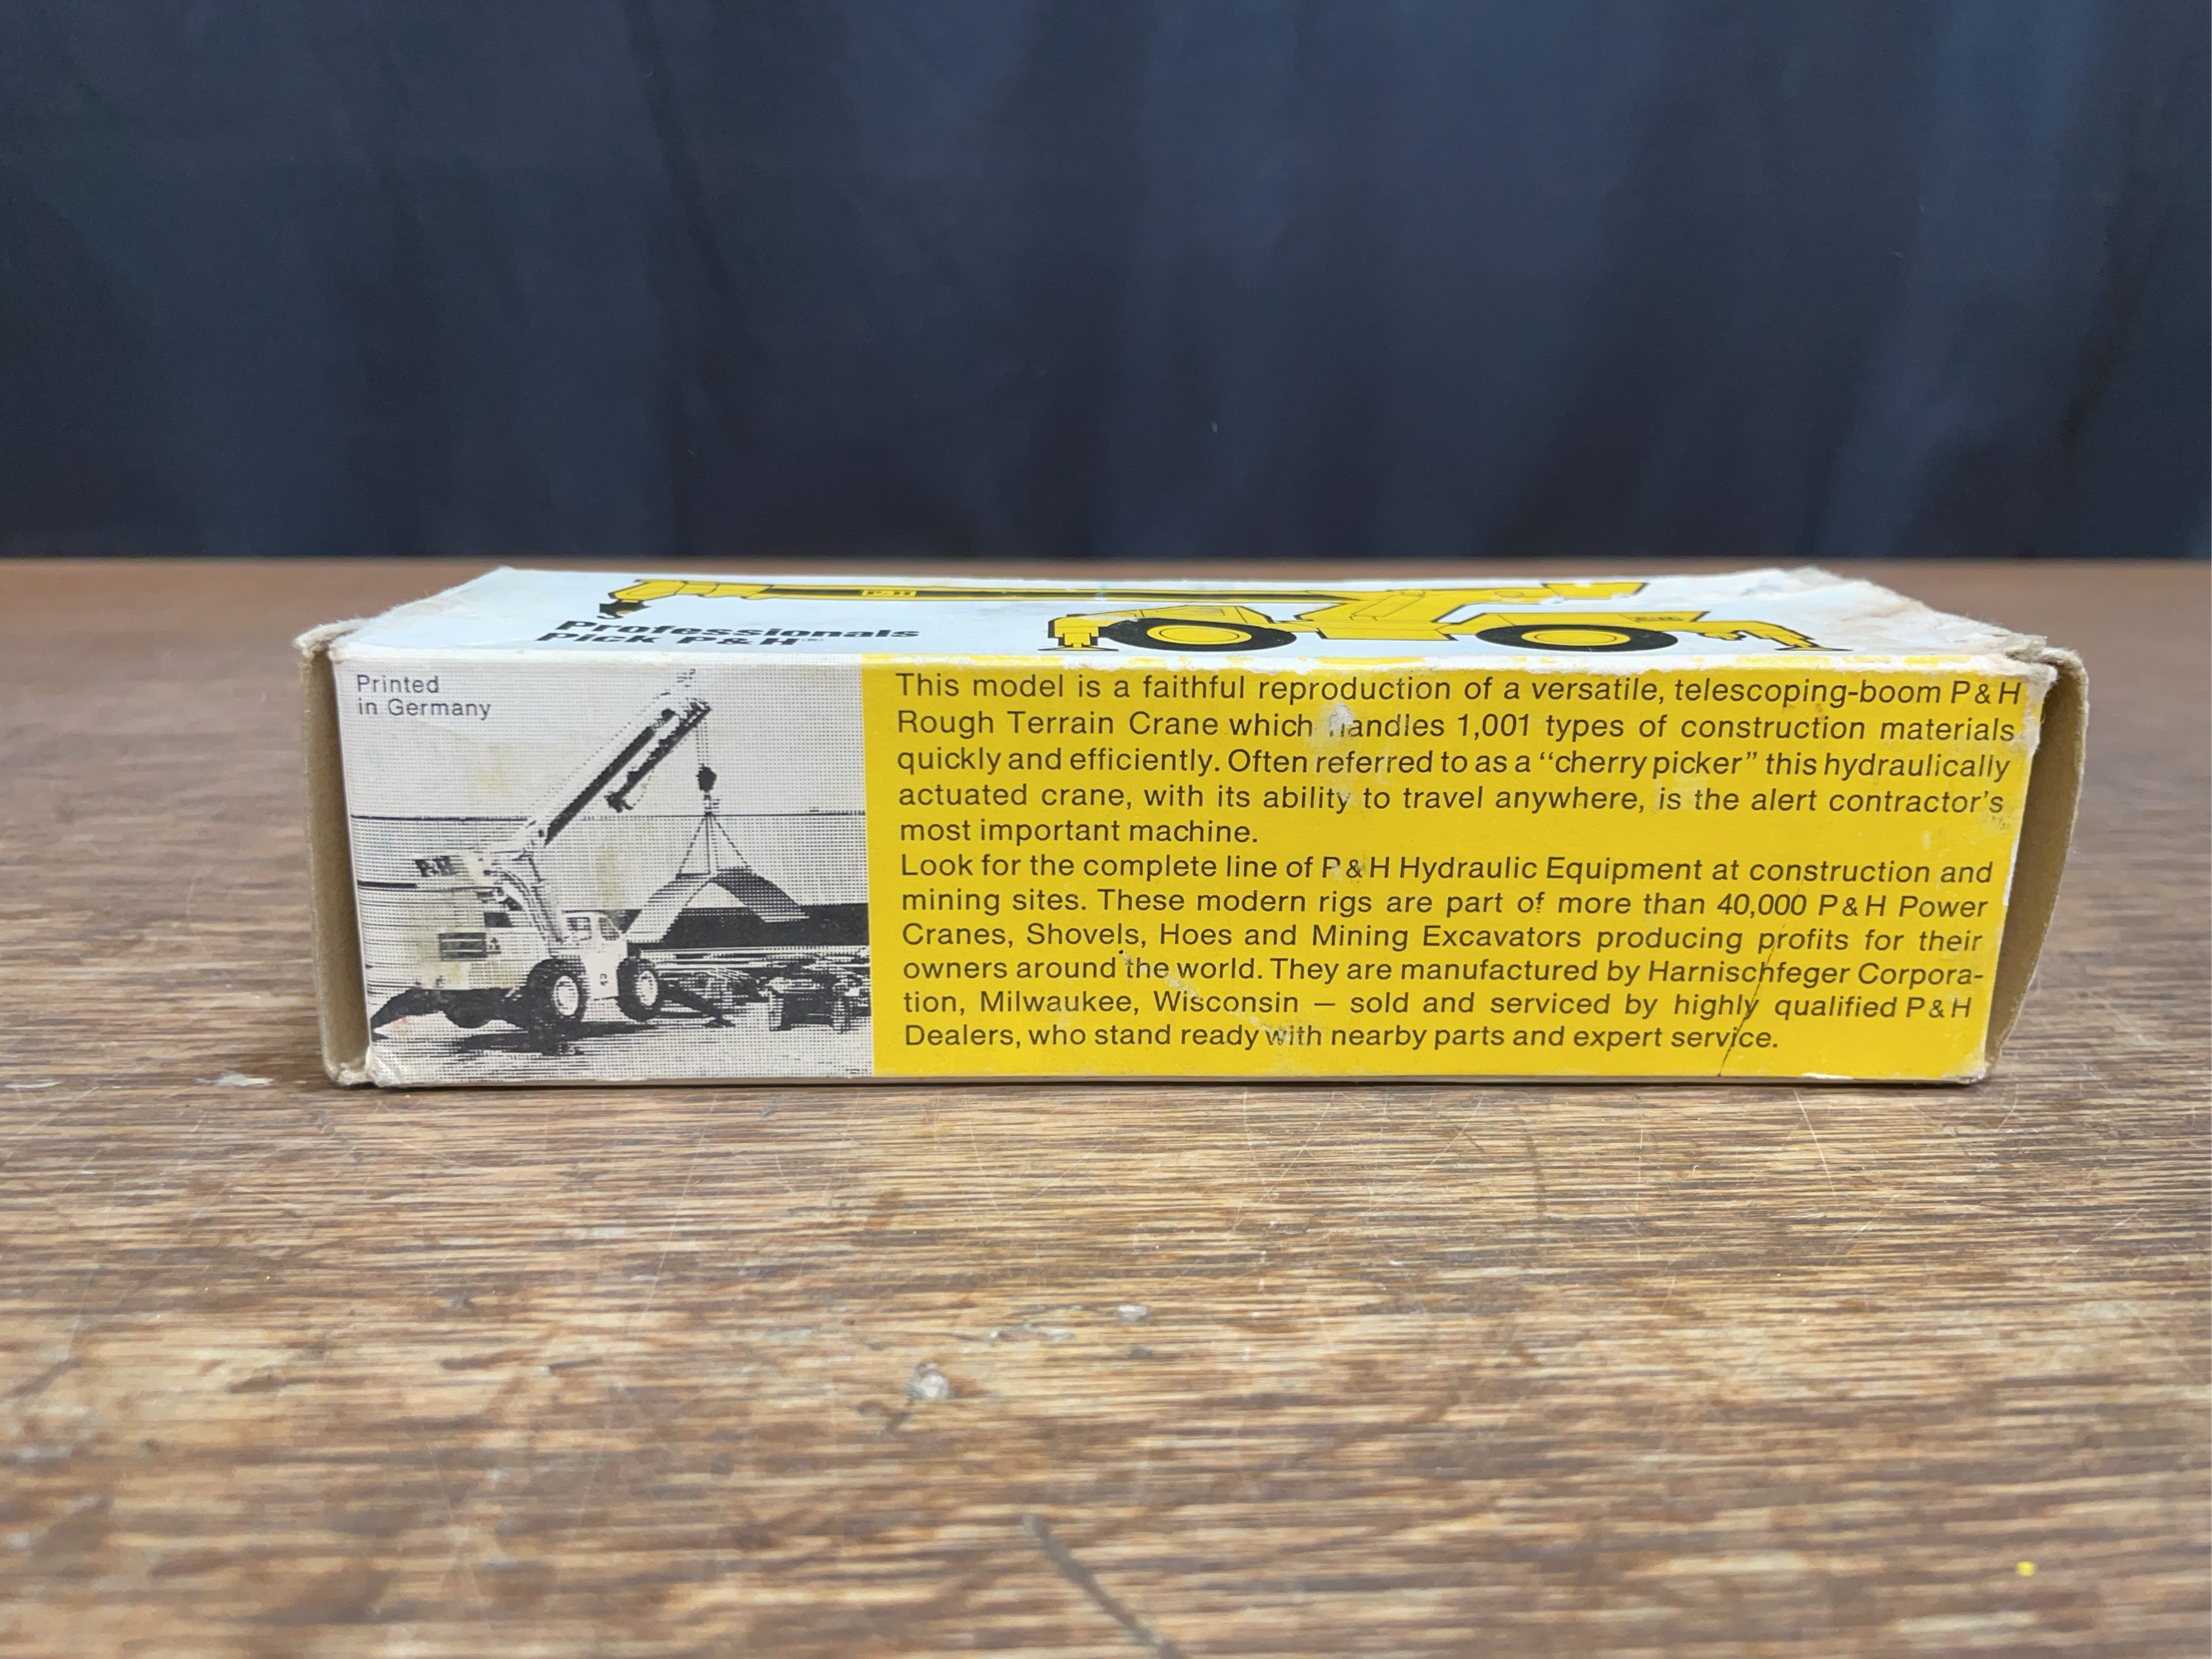 P&H
P&H
Professionals
Pick P&H
Printed
in Germany
P&H
This model is a faithful reproduction of a versatile, telescoping-boom P&H
Rough Terrain Crane which handles 1,001 types of construction materials
quickly and efficiently. Often referred to as a “cherry picker” this hydraulically
actuated crane, with its ability to travel anywhere, is the alert contractor's
most important machine.
Look for the complete line of P&H Hydraulic Equipment at construction and
mining sites. These modern rigs are part of more than 40,000 P&H Power
Cranes, Shovels, Hoes and Mining Excavators producing profits for their
owners around the world. They are manufactured by Harnischfeger Corpora-
tion, Milwaukee, Wisconsin – sold and serviced by highly qualified P&H
Dealers, who stand ready with nearby parts and expert service.